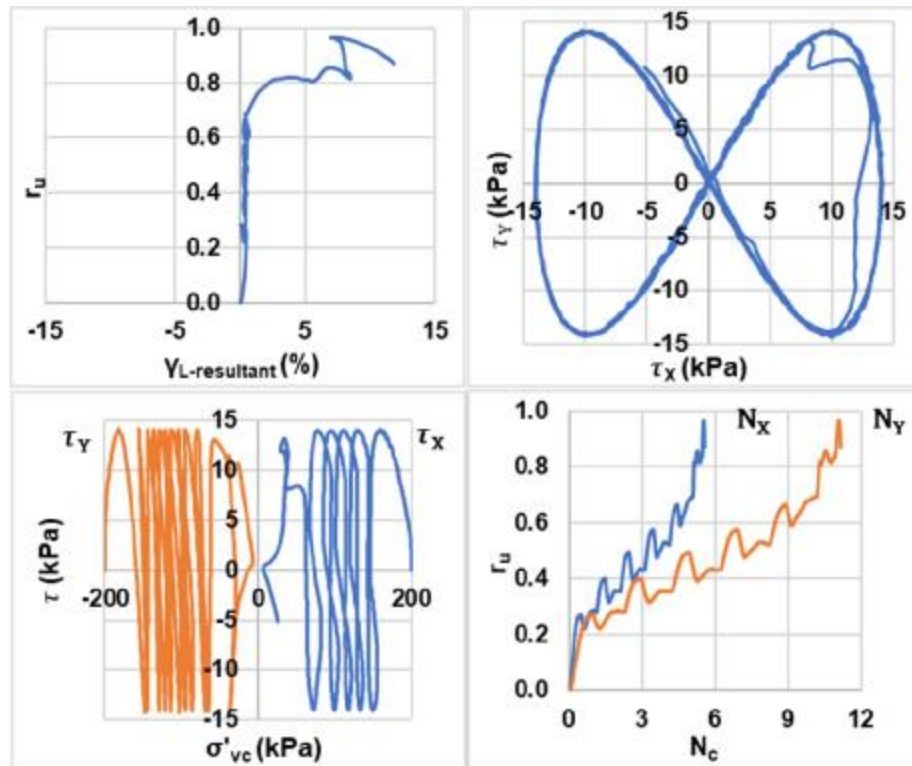 1.0
0.8
0.6
0.4
0.2
0.0
-15 -5 5 15
r_u
γ_L-resultant (%)
15
10
5
0
-5
-10
-15
-15 -10 -5 0 5 10 15
τ_Y (kPa)
τ_X (kPa)
τ_Y
τ_X
15
10
5
0
-5
-10
-15
-200 0 200
τ (kPa)
σ'_vc (kPa)
N_X N_Y
1.0
0.8
0.6
0.4
0.2
0.0
0 3 6 9 12
r_u
N_c